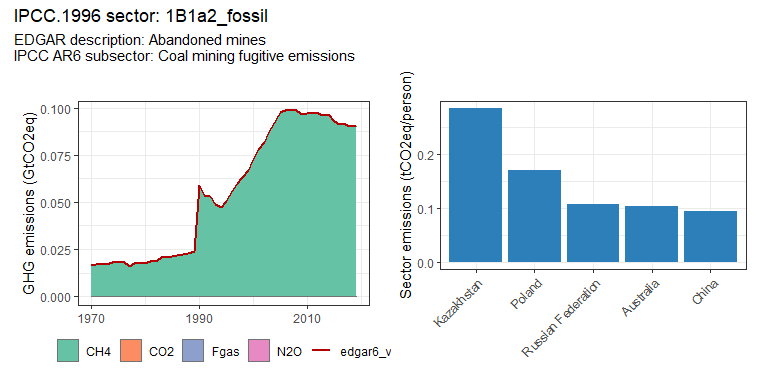 IPCC.1996 sector: 1B1a2_fossil
EDGAR description: Abandoned mines
IPCC AR6 subsector: Coal mining fugitive emissions
GHG emissions (GtCO2eq)
0.100
0.075
0.050
0.025
0.000
1970
1990
2010
CH4
CO2
Fgas
N2O
edgar6_v
Sector emissions (tCO2eq/person)
0.2
0.1
0.0
Kazakhstan
Poland
Russian Federation
Australia
China